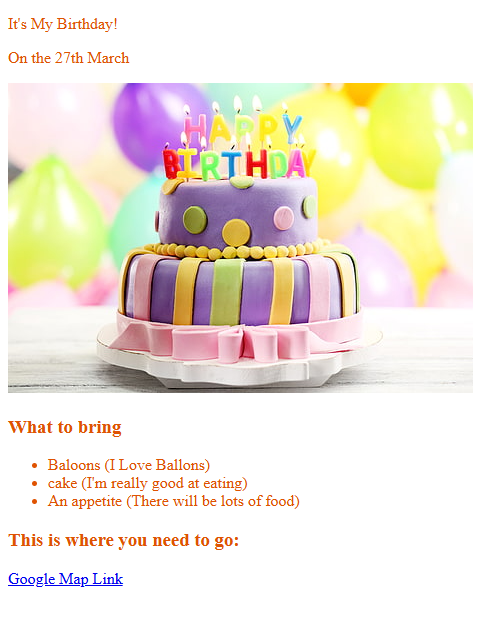 It's My Birthday!
On the 27th March
HAPPY
BIRTHDAY
What to bring
Baloons (I Love Ballons)
cake (I'm really good at eating)
An appetite (There will be lots of food)
This is where you need to go:
Google Map Link